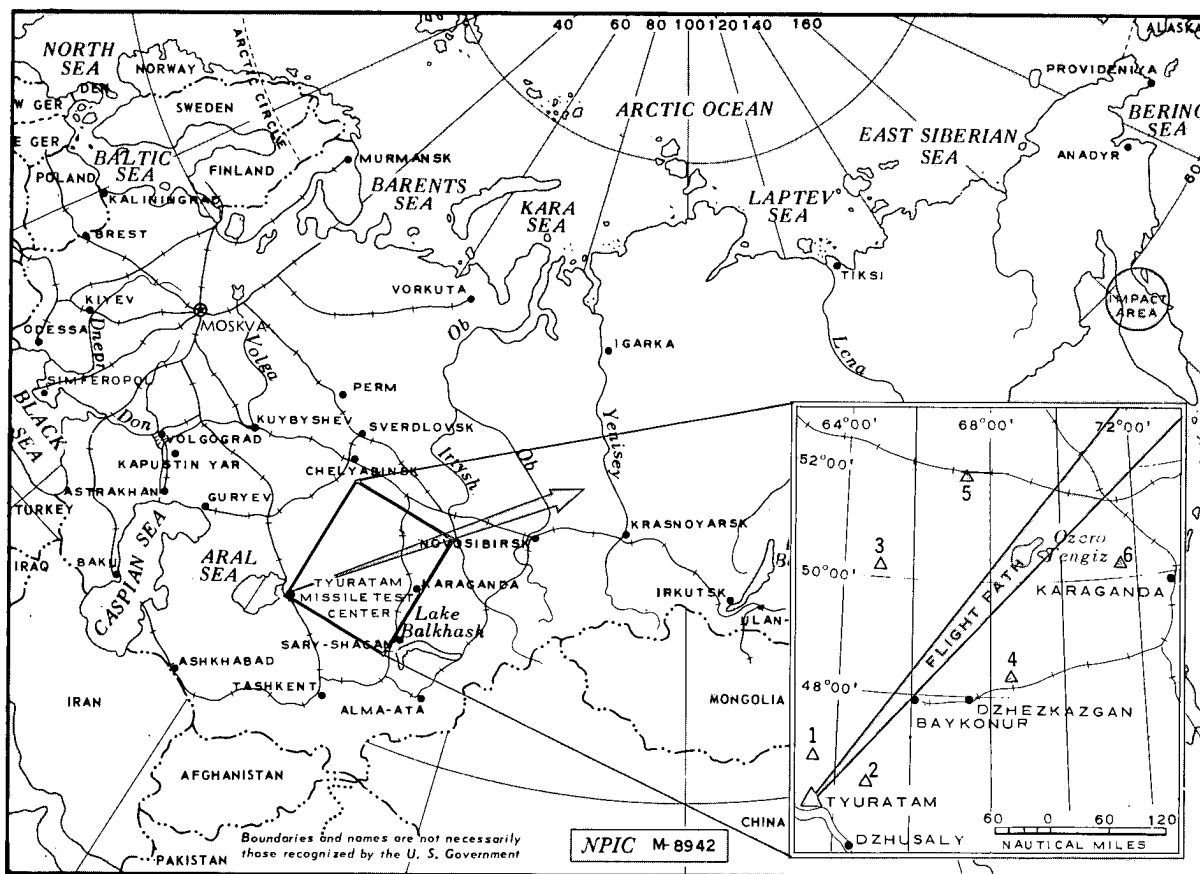 40 60 80 100 120 140 160
ALASKA
NORTH
SEA
DEN
NORWAY
ARCTIC CIRCLE
W GER
SWEDEN
E GER
BALTIC
SEA
POLAND
FINLAND
KALININGRAD
MURMANSK
BARENTS
SEA
KARA
SEA
ARCTIC OCEAN
LAPTEV
SEA
EAST SIBERIAN
SEA
PROVIDENIYA
BERING
SEA
ANADYR
60
BREST
VORKUTA
TIKSI
IMPACT
AREA
KIYEV
MOSKVA
Dnepr
Volga
Ob
IGARKA
Lena
ODESSA
SIMFEROPOL
PERM
BLACK
SEA
Don
KUYBYSHEV
SVERDLOVSK
Irtysh
Ob
Yenisey
VOLGOGRAD
KAPUSTIN YAR
CHELYABINSK
ASTRAKHAN
GURYEV
TURKEY
KRASNOYARSK
NOVOSIBIRSK
IRAQ
BAKU
CASPIAN SEA
ARAL
SEA
TYURATAM
MISSILE TEST
CENTER
KARAGANDA
IRKUTSK
ULAN-
Lake
Balkhash
SARY-SHAGAN
ASHKHABAD
TASHKENT
ALMA-ATA
IRAN
MONGOLIA
AFGHANISTAN
CHINA
PAKISTAN
Boundaries and names are not necessarily
those recognized by the U. S. Government
NPIC M-8942
64°00' 68°00' 72°00'
52°00'
5
3
Ozero
Tengiz
6
50°00'
KARAGANDA
FLIGHT PATH
4
48°00'
DZHEZKAZGAN
BAYKONUR
1
2
TYURATAM
DZHUSALY
60 0 60 120
NAUTICAL MILES